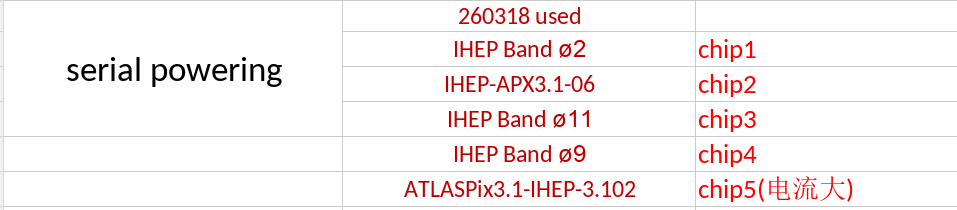 260318 used
serial powering
IHEP Band ø2 chip1
IHEP-APX3.1-06 chip2
IHEP Band ø11 chip3
IHEP Band ø9 chip4
ATLASPix3.1-IHEP-3.102 chip5(电流大)